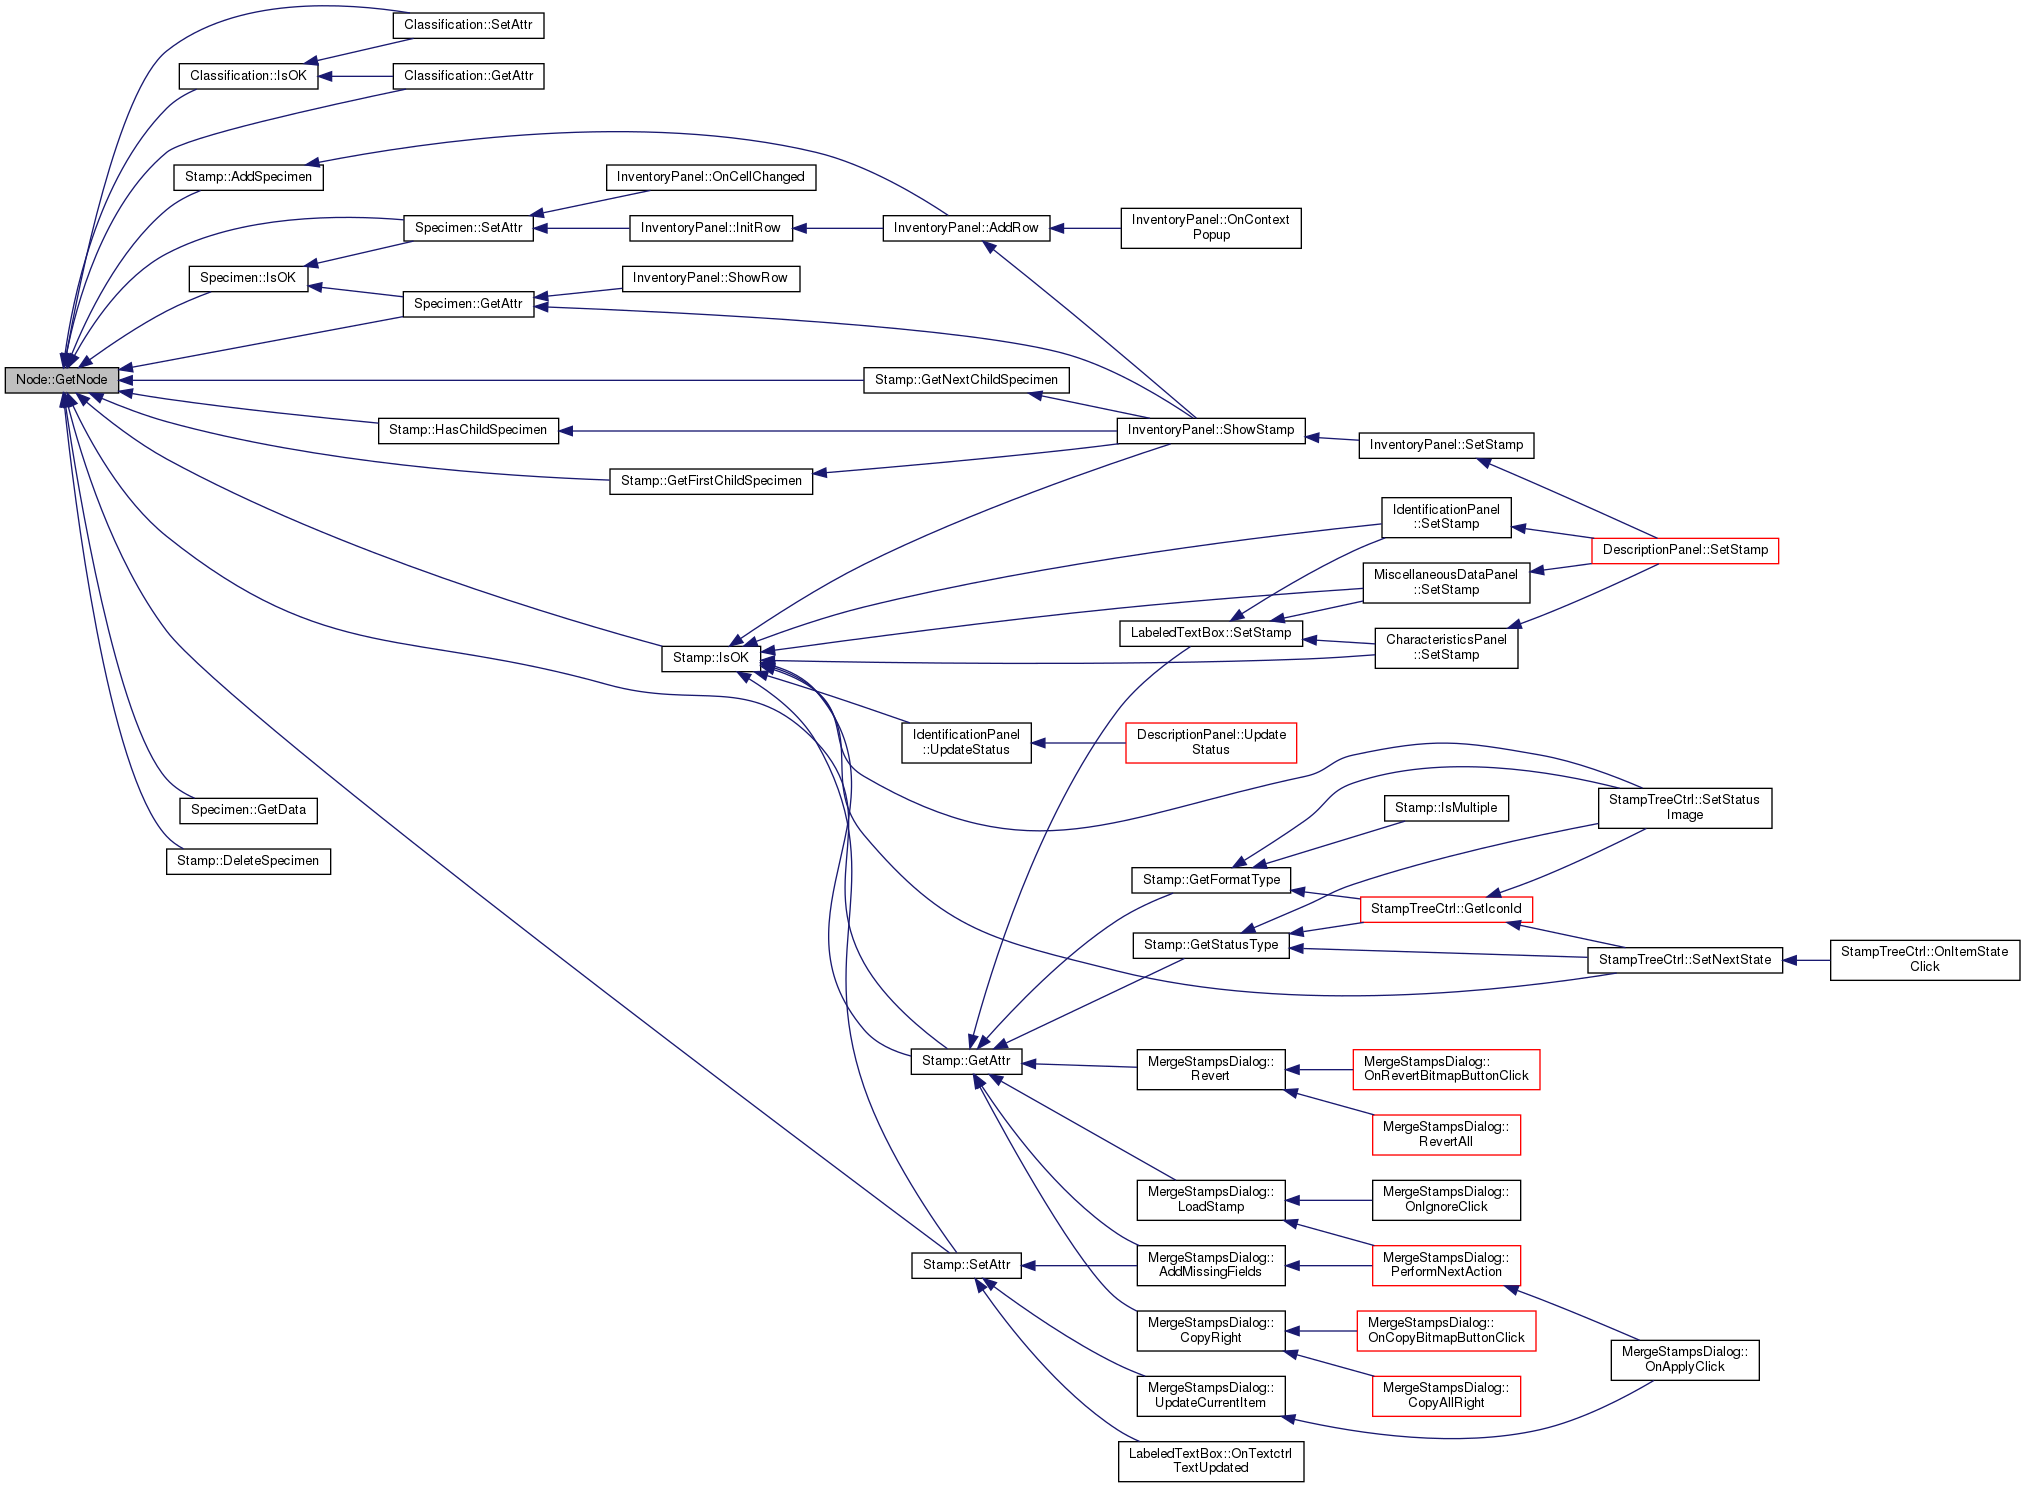 Classification::SetAttr
Classification::IsOK
Classification::GetAttr
Stamp::AddSpecimen
InventoryPanel::OnCellChanged
Specimen::SetAttr
InventoryPanel::InitRow
InventoryPanel::AddRow
InventoryPanel::OnContext
Popup
Specimen::IsOK
InventoryPanel::ShowRow
Specimen::GetAttr
Node::GetNode
Stamp::GetNextChildSpecimen
Stamp::HasChildSpecimen
InventoryPanel::ShowStamp
InventoryPanel::SetStamp
Stamp::GetFirstChildSpecimen
IdentificationPanel
::SetStamp
DescriptionPanel::SetStamp
MiscellaneousDataPanel
::SetStamp
LabeledTextBox::SetStamp
CharacteristicsPanel
::SetStamp
Stamp::IsOK
IdentificationPanel
::UpdateStatus
DescriptionPanel::Update
Status
Specimen::GetData
Stamp::IsMultiple
StampTreeCtrl::SetStatus
Image
Stamp::DeleteSpecimen
Stamp::GetFormatType
StampTreeCtrl::GetIconId
Stamp::GetStatusType
StampTreeCtrl::SetNextState
StampTreeCtrl::OnItemState
Click
Stamp::GetAttr
MergeStampsDialog::
Revert
MergeStampsDialog::
OnRevertBitmapButtonClick
MergeStampsDialog::
RevertAll
MergeStampsDialog::
LoadStamp
MergeStampsDialog::
OnIgnoreClick
Stamp::SetAttr
MergeStampsDialog::
AddMissingFields
MergeStampsDialog::
PerformNextAction
MergeStampsDialog::
CopyRight
MergeStampsDialog::
OnCopyBitmapButtonClick
MergeStampsDialog::
OnApplyClick
MergeStampsDialog::
UpdateCurrentItem
MergeStampsDialog::
CopyAllRight
LabeledTextBox::OnTextctrl
TextUpdated